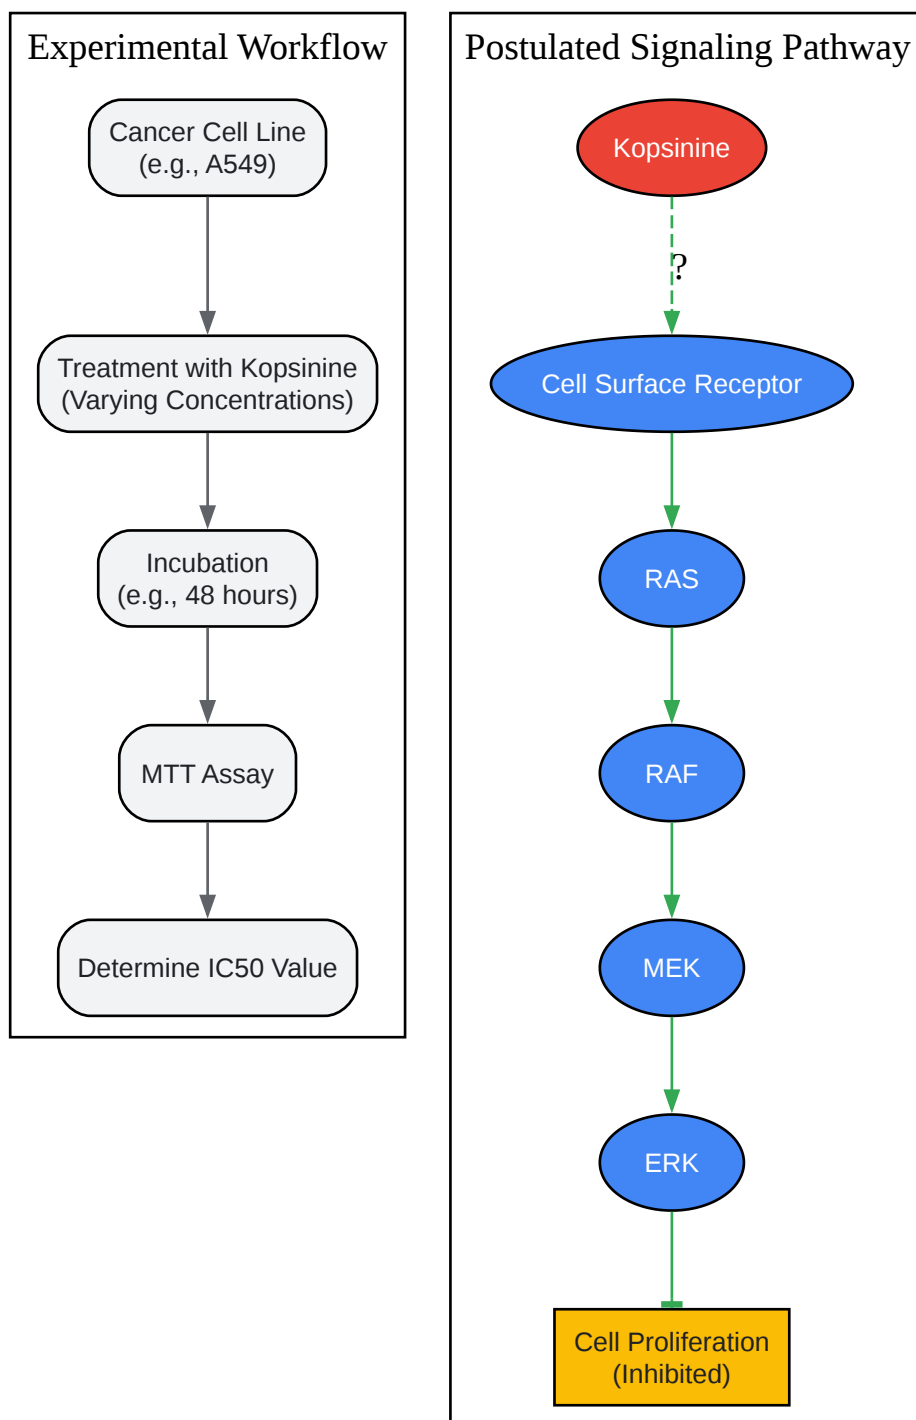 Experimental Workflow
Cancer Cell Line
(e.g., A549)
Treatment with Kopsinine
(Varying Concentrations)
Incubation
(e.g., 48 hours)
MTT Assay
Determine IC50 Value
Postulated Signaling Pathway
Kopsinine
?
Cell Surface Receptor
RAS
RAF
MEK
ERK
Cell Proliferation
(Inhibited)